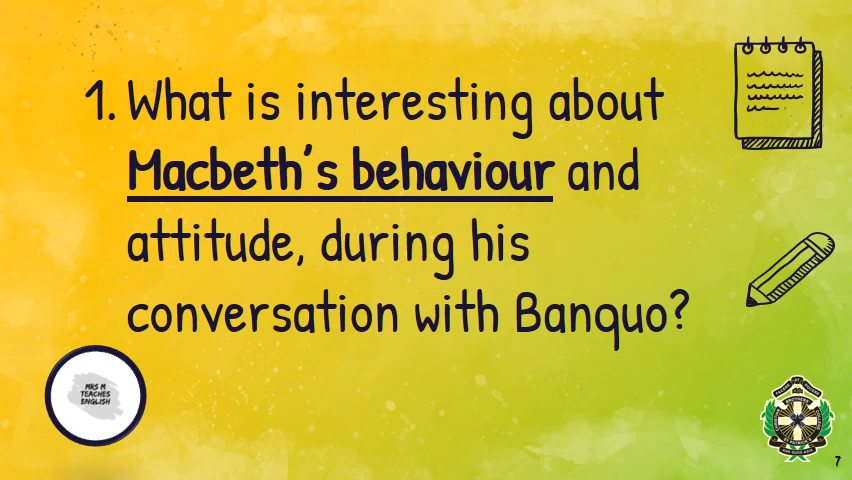 1. What is interesting about
Macbeth's behaviour and
attitude, during his
conversation with Banquo?
MRS M
TEACHES
ENGLISH
7